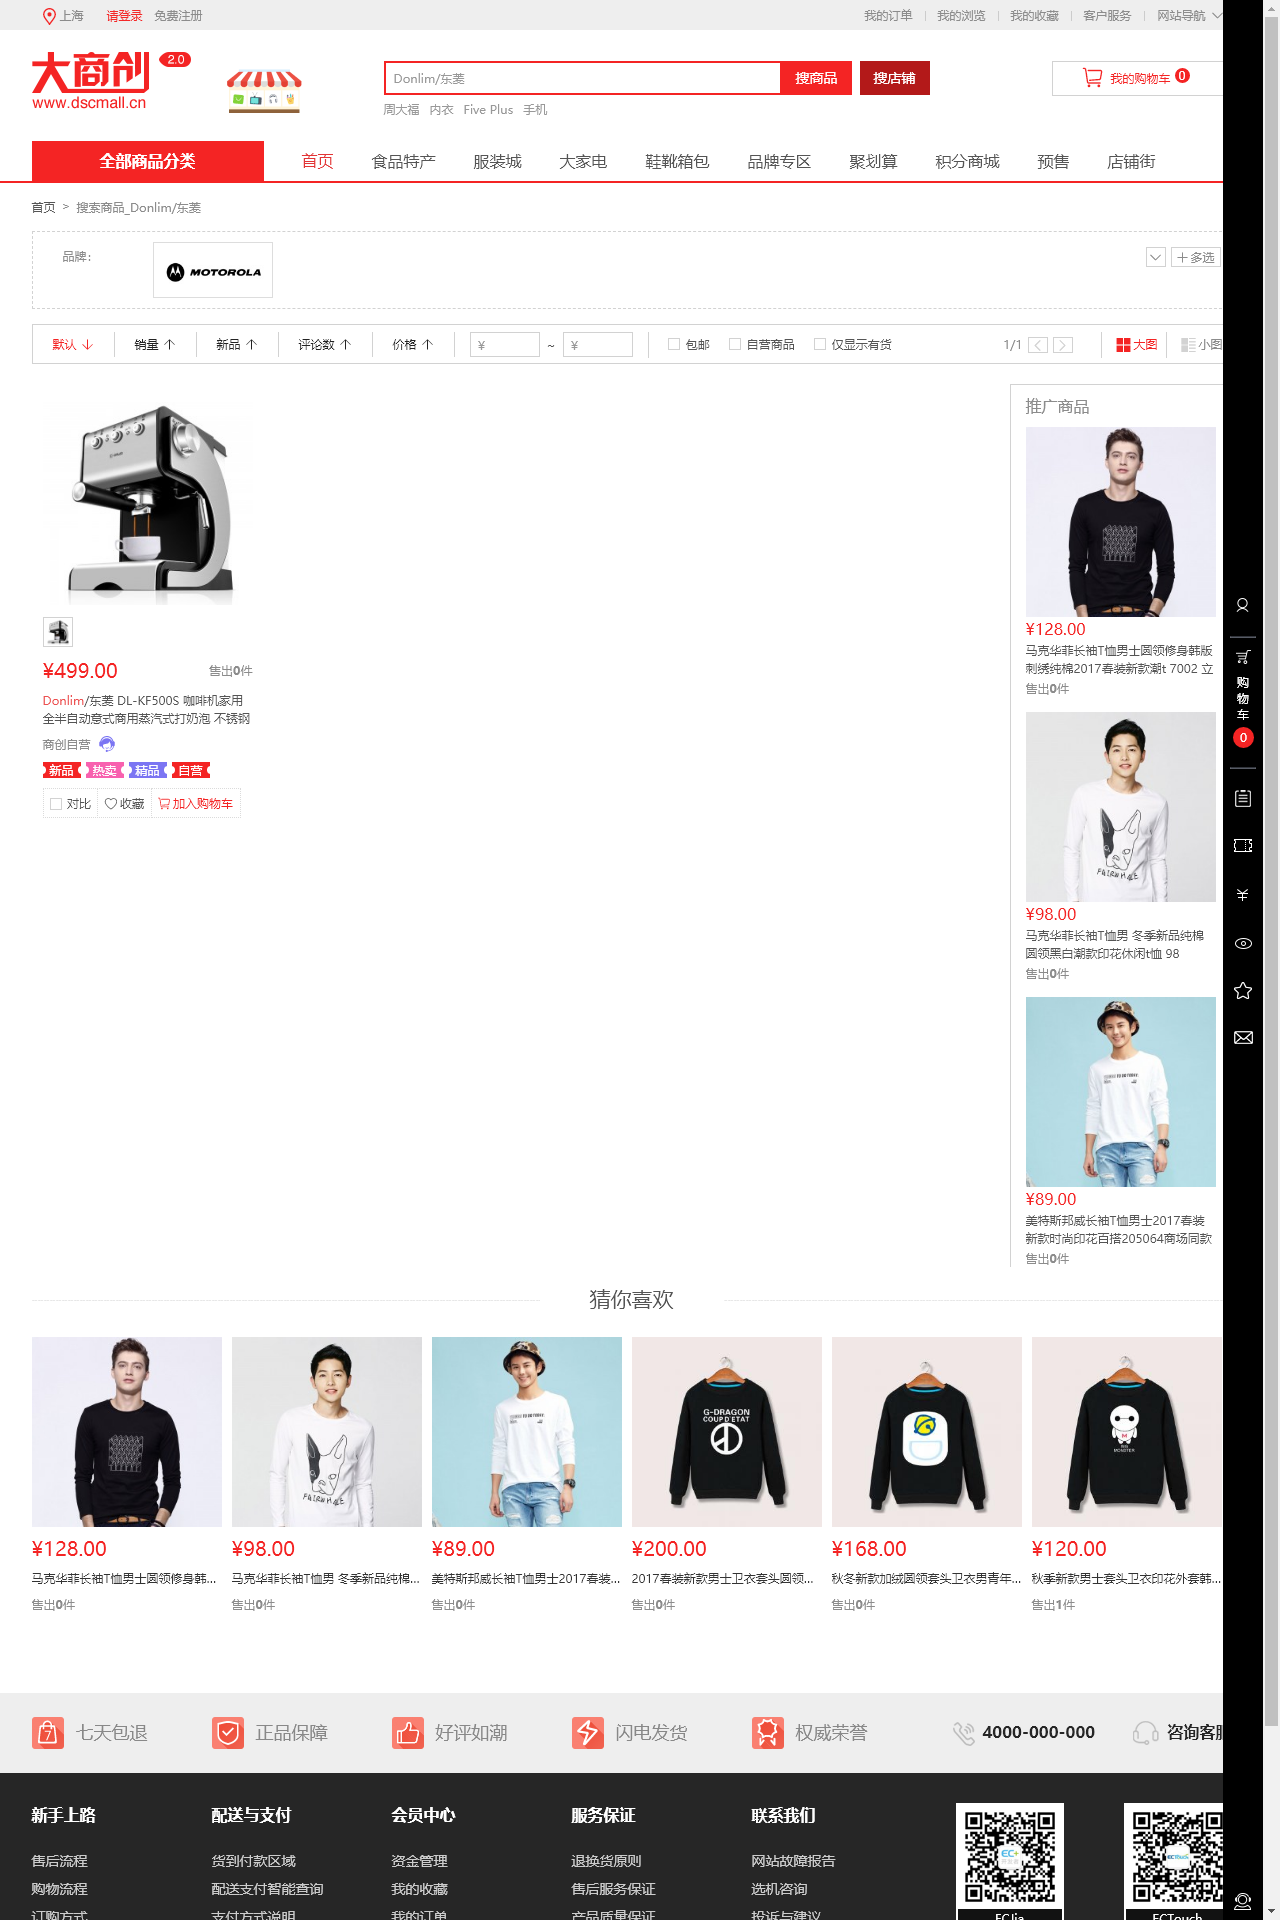 上海 请登录 免费注册 我的订单 我的浏览 我的收藏 客户服务 网站导航
大商创 2.0
www.dscmall.cn
Donlim/东菱 搜商品 搜店铺 我的购物车 0
周大福 内衣 Five Plus 手机
全部商品分类 首页 食品特产 服装城 大家电 鞋靴箱包 品牌专区 聚划算 积分商城 预售 店铺街
首页 > 搜索商品_Donlim/东菱
品牌: MOTOROLA 多选
默认 销量 新品 评论数 价格 ¥ ~ ¥ 包邮 自营商品 仅显示有货 1/1 大图 小图
推广商品
¥499.00 售出0件
Donlim/东菱 DL-KF500S 咖啡机家用
全半自动意式商用蒸汽式打奶泡 不锈钢
商创自营
新品 热卖 精品 自营
对比 收藏 加入购物车
¥128.00
马克华菲长袖T恤男士圆领修身韩版
刺绣纯棉2017春装新款潮t 7002 立
售出0件
FAIRWHALE
¥98.00
马克华菲长袖T恤男 冬季新品纯棉
圆领黑白潮款印花休闲t恤 98
售出0件
¥89.00
美特斯邦威长袖T恤男士2017春装
新款时尚印花百搭205064商场同款
售出0件
购物车
0
猜你喜欢
FAIRWHALE
G-DRAGON
COUP D'ETAT
MONSTER
¥128.00 ¥98.00 ¥89.00 ¥200.00 ¥168.00 ¥120.00
马克华菲长袖T恤男士圆领修身韩... 马克华菲长袖T恤男 冬季新品纯棉... 美特斯邦威长袖T恤男士2017春装... 2017春装新款男士卫衣套头圆领... 秋冬新款加绒圆领套头卫衣男青年... 秋季新款男士套头卫衣印花外套韩...
售出0件 售出0件 售出0件 售出0件 售出0件 售出1件
七天包退 正品保障 好评如潮 闪电发货 权威荣誉 4000-000-000 咨询客服
新手上路 配送与支付 会员中心 服务保证 联系我们
售后流程 货到付款区域 资金管理 退换货原则 网站故障报告
购物流程 配送支付智能查询 我的收藏 售后服务保证 选机咨询
订购方式 支付方式说明 我的订单 产品质量保证 投诉与建议
ECJia ECTouch